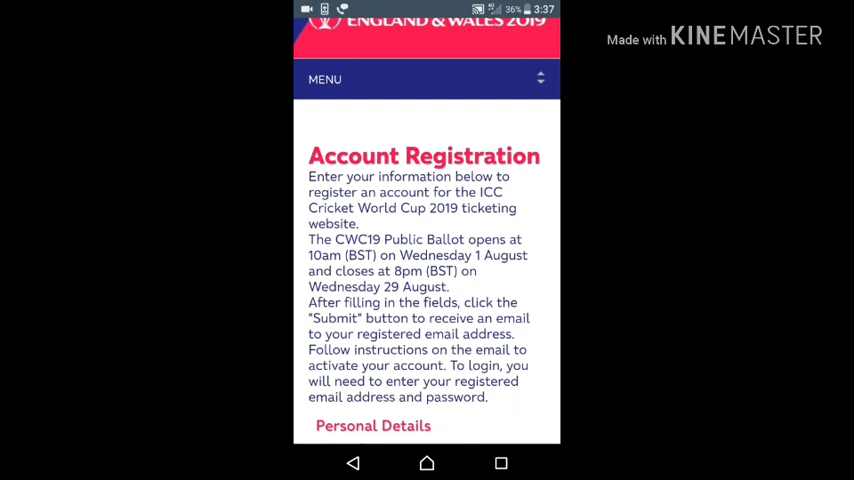 36% 3:37
ENGLAND & WALES 2019
Made with KINEMASTER
MENU
Account Registration
Enter your information below to
register an account for the ICC
Cricket World Cup 2019 ticketing
website.
The CWC19 Public Ballot opens at
10am (BST) on Wednesday 1 August
and closes at 8pm (BST) on
Wednesday 29 August.
After filling in the fields, click the
"Submit" button to receive an email
to your registered email address.
Follow instructions on the email to
activate your account. To login, you
will need to enter your registered
email address and password.
Personal Details